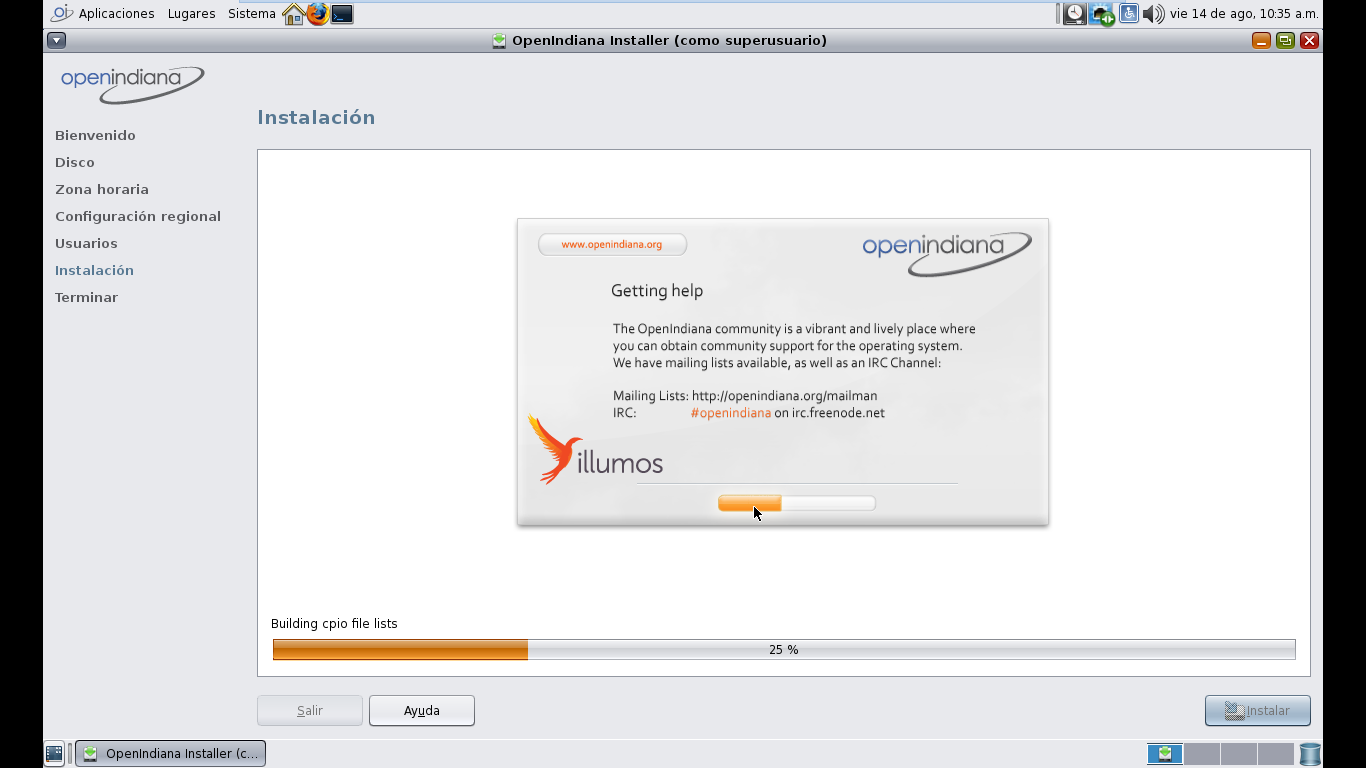 Aplicaciones Lugares Sistema vie 14 de ago, 10:35 a.m.
OpenIndiana Installer (como superusuario)
openindiana
Instalación
Bienvenido
Disco
Zona horaria
Configuración regional
Usuarios
Instalación
Terminar
www.openindiana.org
openindiana
Getting help
The OpenIndiana community is a vibrant and lively place where
you can obtain community support for the operating system.
We have mailing lists available, as well as an IRC Channel:
Mailing Lists: http://openindiana.org/mailman
IRC: #openindiana on irc.freenode.net
illumos
Building cpio file lists
25 %
Salir Ayuda Instalar
OpenIndiana Installer (c...